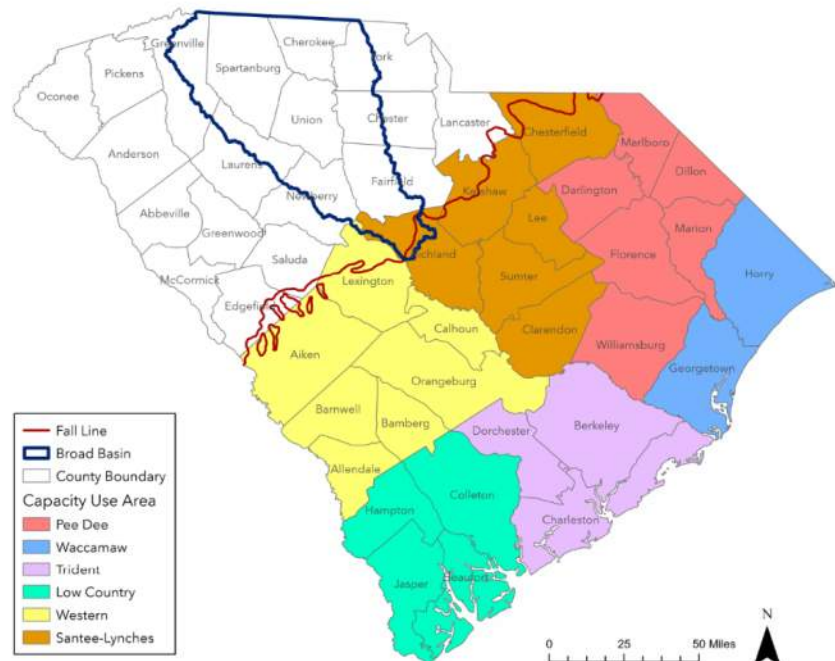 Greenville
Cherokee
York
Spartanburg
Pickens
Oconee
Union
Chester
Lancaster
Chesterfield
Marlboro
Anderson
Laurens
Dillon
Fairfield
Kershaw
Newberry
Darlington
Lee
Abbeville
Marion
Greenwood
Richland
Florence
Saluda
Horry
McCormick
Lexington
Sumter
Edgefield
Clarendon
Calhoun
Williamsburg
Aiken
Georgetown
Orangeburg
Barnwell
Bamberg
Berkeley
Dorchester
Allendale
Colleton
Hampton
Charleston
Jasper
Beaufort
Fall Line
Broad Basin
County Boundary
Capacity Use Area
Pee Dee
Waccamaw
Trident
Low Country
Western
Santee-Lynches
N
0 25 50 Miles